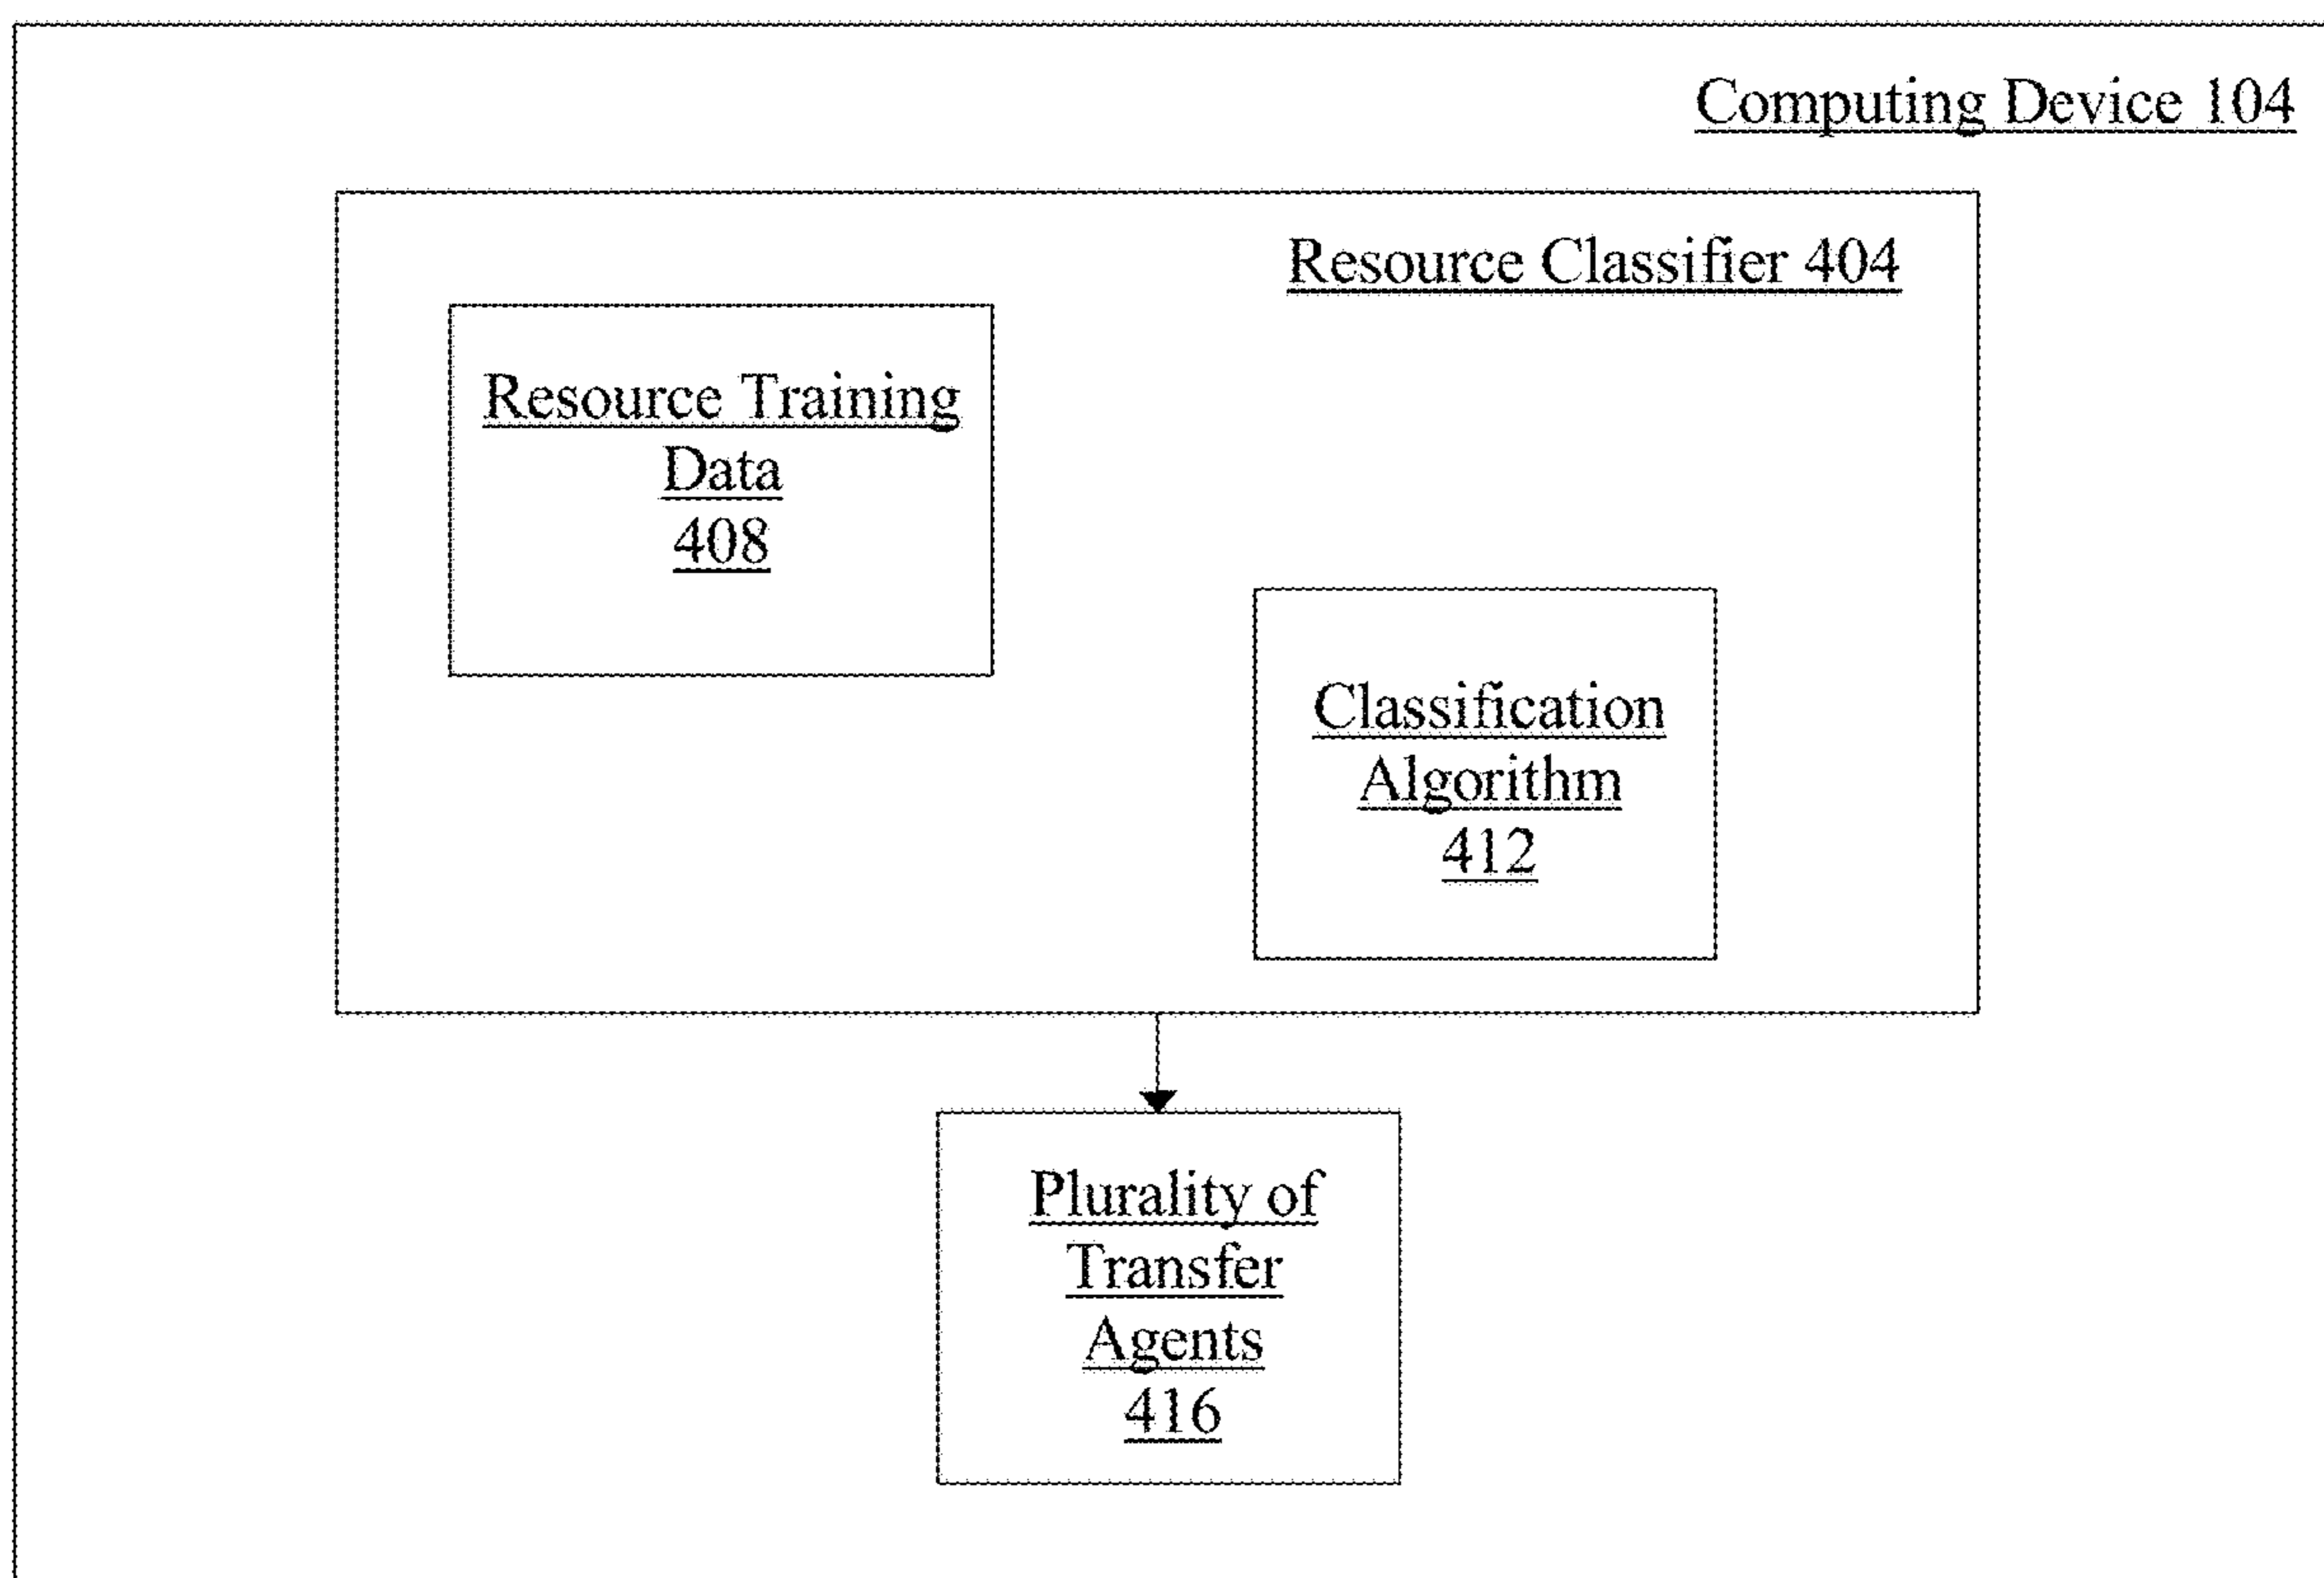 Computing Device 104
Resource Classifier 404
Resource Training
Data
408
Classification
Algorithm
412
Plurality of
Transfer
Agents
416